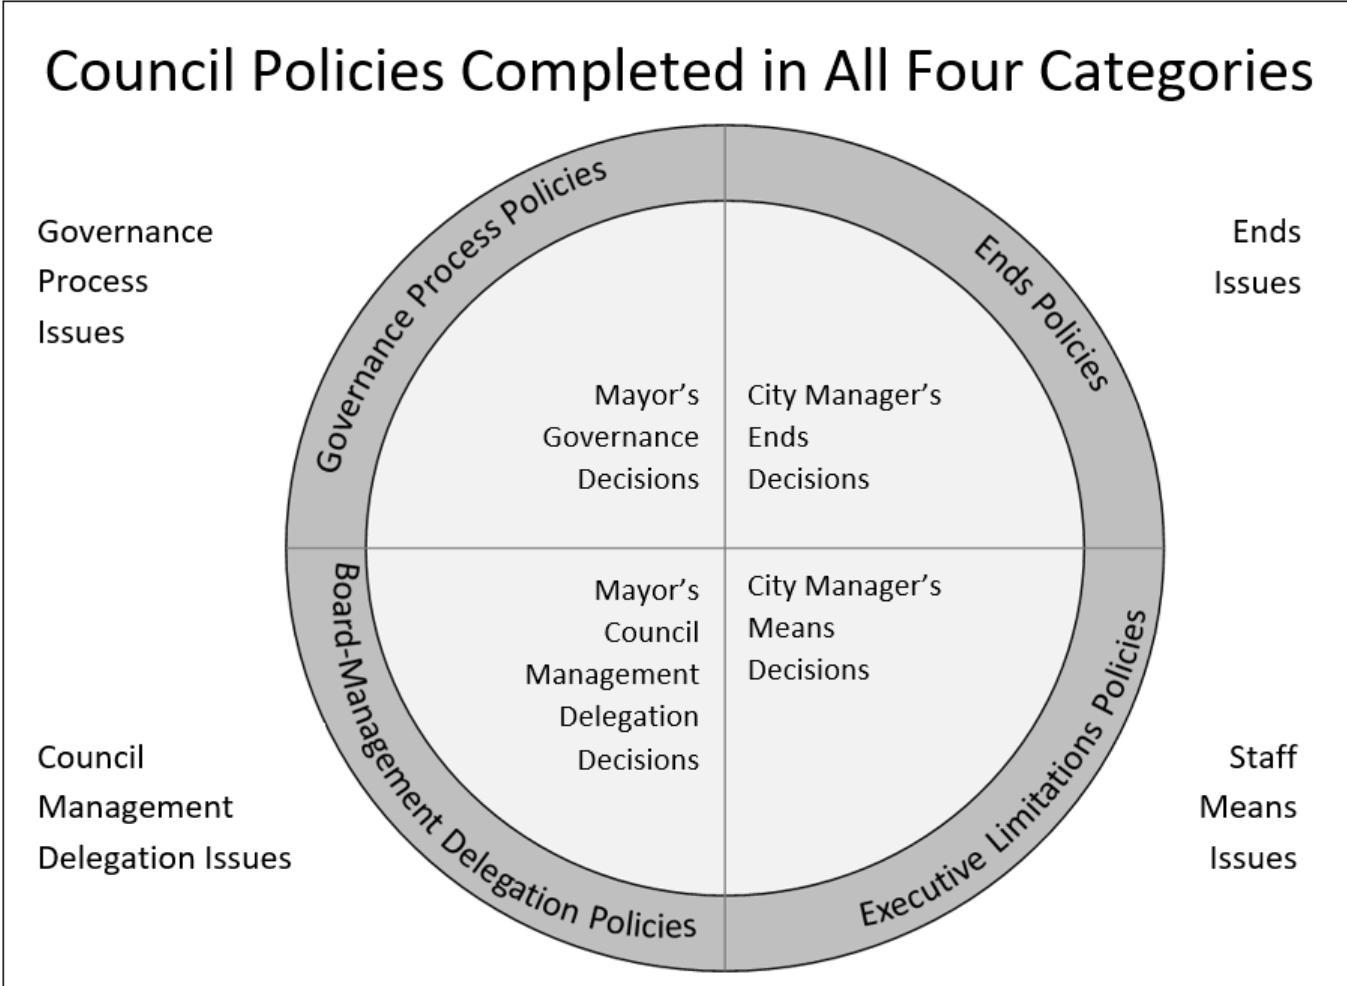 Council Policies Completed in All Four Categories
Governance
Process
Issues
Ends
Issues
Governance Process Policies
Ends Policies
Mayor’s
Governance
Decisions
City Manager’s
Ends
Decisions
Mayor’s
Council
Management
Delegation
Decisions
City Manager’s
Means
Decisions
Board-Management Delegation Policies
Executive Limitations Policies
Council
Management
Delegation Issues
Staff
Means
Issues